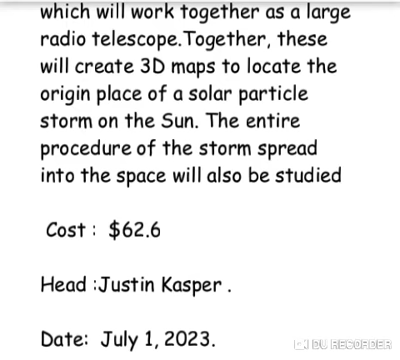 which will work together as a large
radio telescope.Together, these
will create 3D maps to locate the
origin place of a solar particle
storm on the Sun. The entire
procedure of the storm spread
into the space will also be studied
Cost : $62.6
Head :Justin Kasper .
Date: July 1, 2023.
DU RECORDER